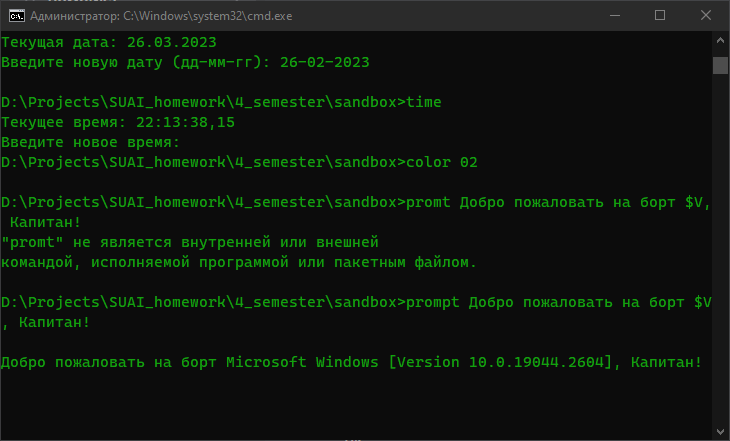 Администратор: C:\Windows\system32\cmd.exe
Текущая дата: 26.03.2023
Введите новую дату (дд-мм-гг): 26-02-2023
D:\Projects\SUAI_homework\4_semester\sandbox>time
Текущее время: 22:13:38,15
Введите новое время:
D:\Projects\SUAI_homework\4_semester\sandbox>color 02
D:\Projects\SUAI_homework\4_semester\sandbox>promt Добро пожаловать на борт $V,
Капитан!
"promt" не является внутренней или внешней
командой, исполняемой программой или пакетным файлом.
D:\Projects\SUAI_homework\4_semester\sandbox>prompt Добро пожаловать на борт $V
, Капитан!
Добро пожаловать на борт Microsoft Windows [Version 10.0.19044.2604], Капитан!